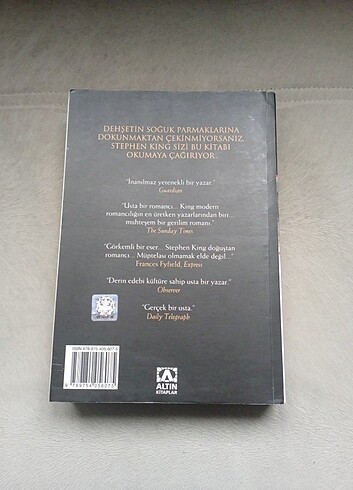 DEHŞETİN SOĞUK PARMAKLARINA
DOKUNMAKTAN ÇEKİNMİYORSANIZ,
STEPHEN KING SİZİ BU KİTABI
OKUMAYA ÇAĞIRIYOR...
"İnanılmaz yetenekli bir yazar."
Guardian
"Usta bir romancı... King modern
romancılığın en üretken yazarlarından biri...
muhteşem bir gerilim romanı."
The Sunday Times
"Görkemli bir eser... Stephen King doğuştan
romancı... Müptelası olmamak elde değil..."
Frances Fyfield, Express
"Derin edebi kültüre sahip usta bir yazar."
Observer
"Gerçek bir usta."
Daily Telegraph
ALTIN
KİTAPLAR